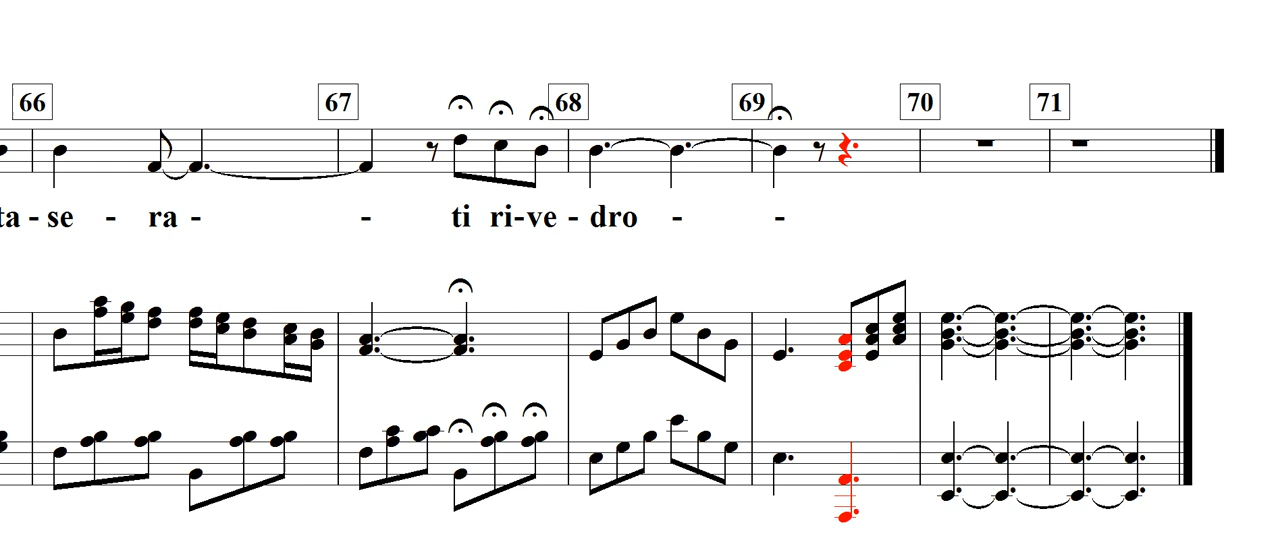 66 67 68 69 70 71
ta - se - ra - - ti ri-ve - dro - -